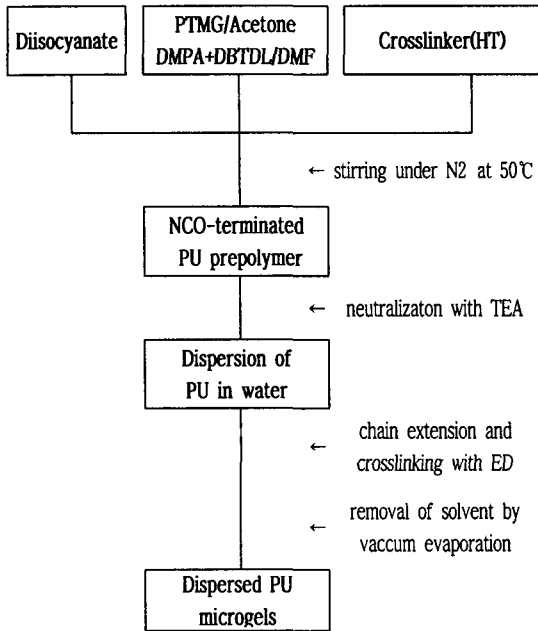 Diisocyanate
PTMG/Acetone
DMPA+DBTDL/DMF
Crosslinker(HT)
← stirring under N2 at 50℃
NCO-terminated
PU prepolymer
← neutralizaton with TEA
Dispersion of
PU in water
← chain extension and
crosslinking with ED
← removal of solvent by
vaccum evaporation
Dispersed PU
microgels